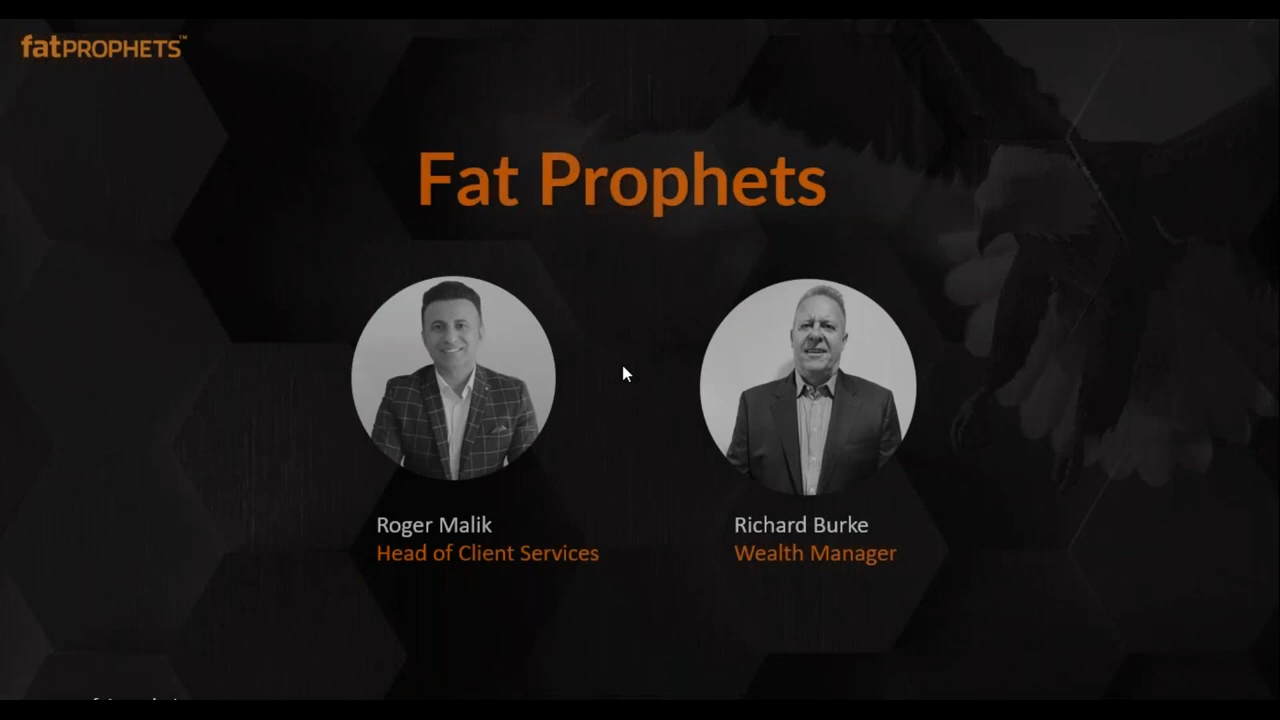 fatPROPHETS™
Fat Prophets
Roger Malik
Head of Client Services
Richard Burke
Wealth Manager